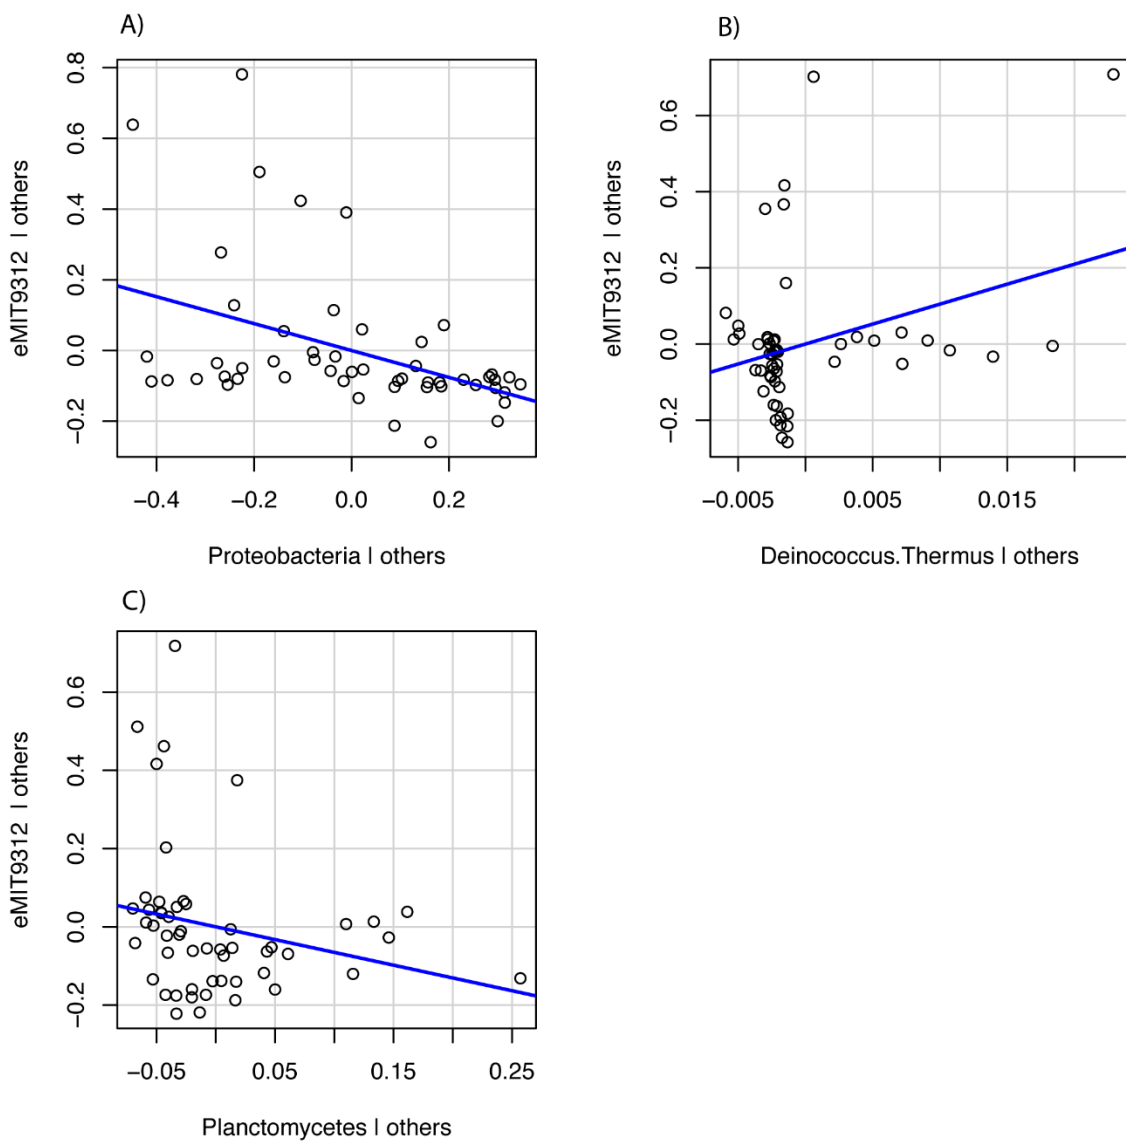 A)
eMIT9312 | others
0.8
0.6
0.4
0.2
0.0
−0.2
−0.4 −0.2 0.0 0.2
Proteobacteria | others
B)
eMIT9312 | others
0.6
0.4
0.2
0.0
−0.2
−0.005 0.005 0.015
Deinococcus.Thermus | others
C)
eMIT9312 | others
0.6
0.4
0.2
0.0
−0.2
−0.05 0.05 0.15 0.25
Planctomycetes | others